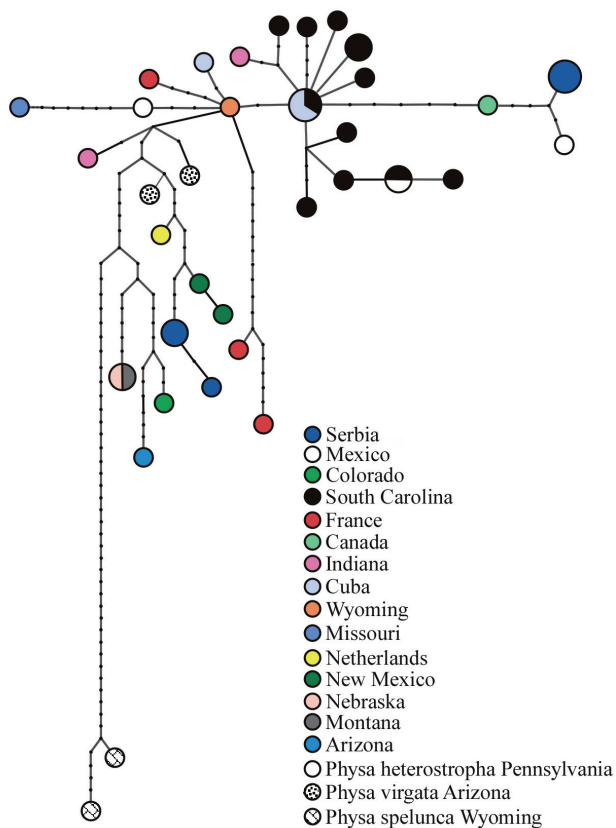 Serbia
Mexico
Colorado
South Carolina
France
Canada
Indiana
Cuba
Wyoming
Missouri
Netherlands
New Mexico
Nebraska
Montana
Arizona
Physa heterostropha Pennsylvania
Physa virgata Arizona
Physa spelunca Wyoming